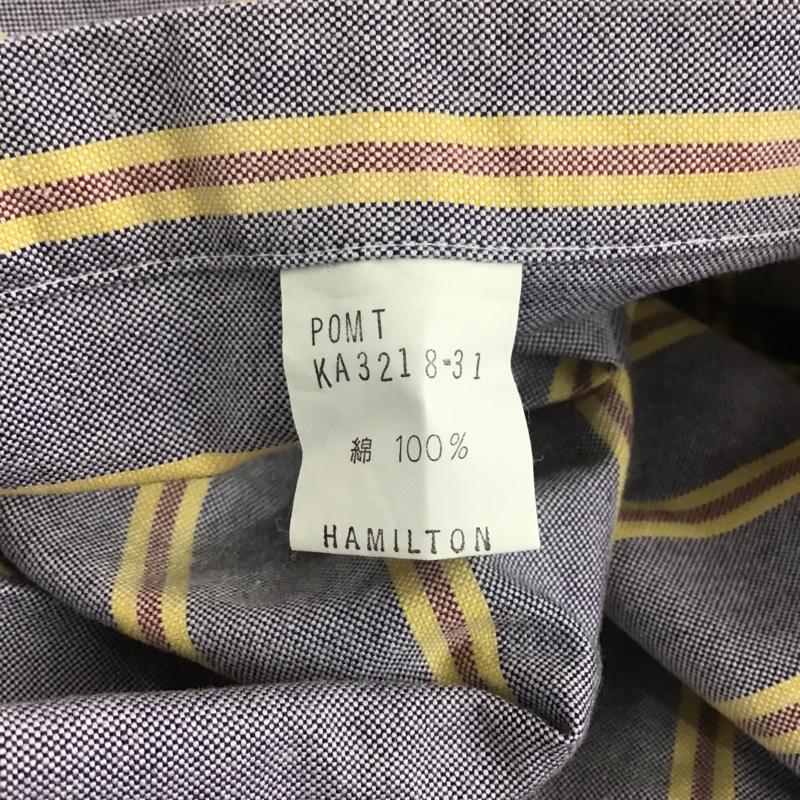 POMT
KA3218-31
綿 100%
HAMILTON